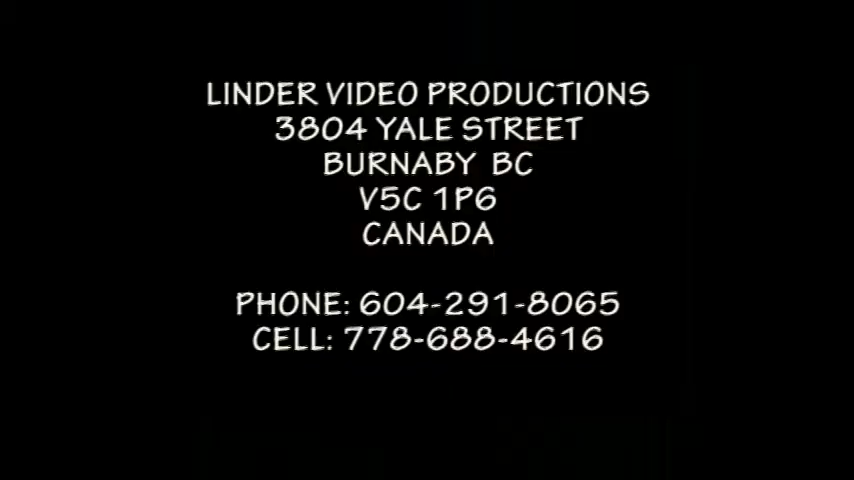 LINDER VIDEO PRODUCTIONS
3804 YALE STREET
BURNABY BC
V5C 1P6
CANADA
PHONE: 604-291-8065
CELL: 778-688-4616